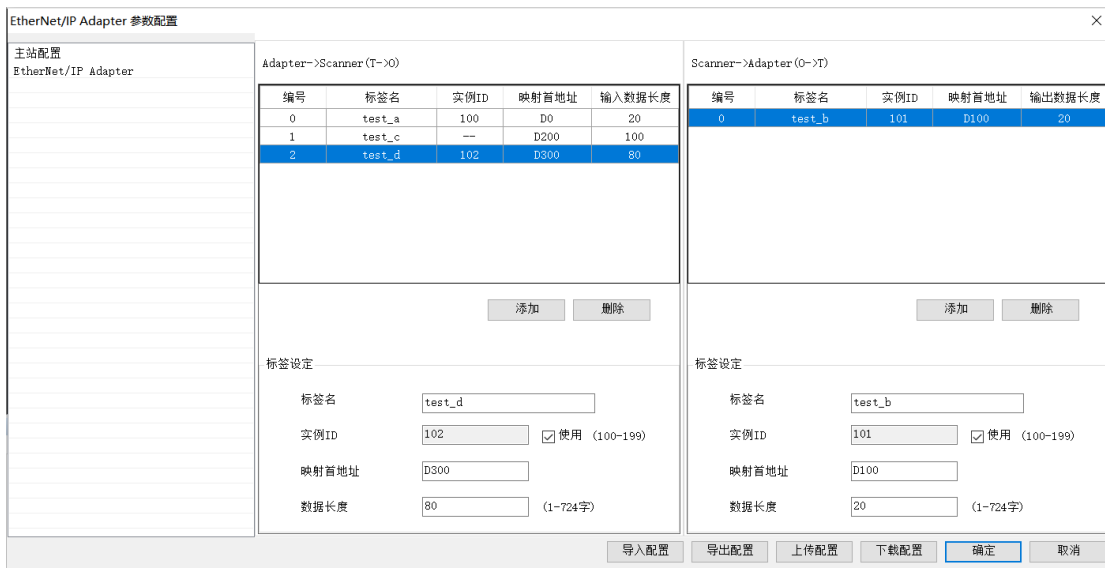 EtherNet/IP Adapter 参数配置
主站配置
EtherNet/IP Adapter
Adapter->Scanner(T->O)
编号 标签名 实例ID 映射首地址 输入数据长度
0 test_a 100 D0 20
1 test_c -- D200 100
2 test_d 102 D300 80
添加 删除
标签设定
标签名 test_d
实例ID 102 使用 (100-199)
映射首地址 D300
数据长度 80 (1-724字)
Scanner->Adapter(O->T)
编号 标签名 实例ID 映射首地址 输出数据长度
0 test_b 101 D100 20
添加 删除
标签设定
标签名 test_b
实例ID 101 使用 (100-199)
映射首地址 D100
数据长度 20 (1-724字)
导入配置 导出配置 上传配置 下载配置 确定 取消